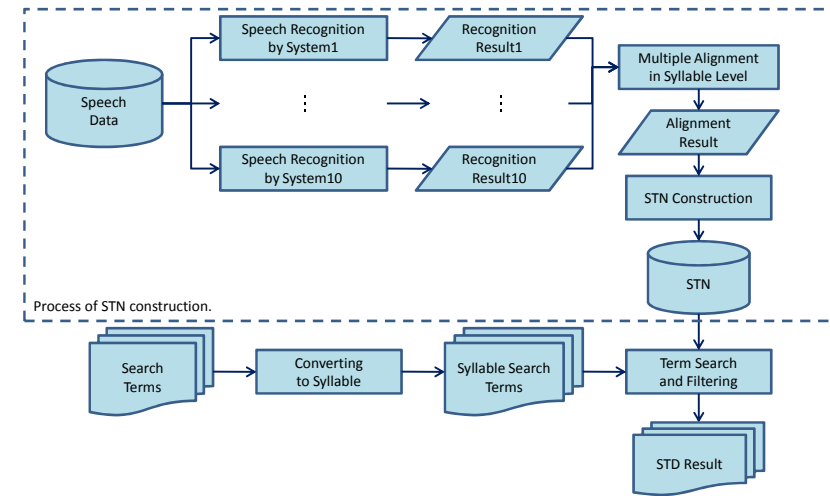 Speech Recognition
by System1
Recognition
Result1
Multiple Alignment
in Syllable Level
Speech
Data
⋮
⋮
Alignment
Result
Speech Recognition
by System10
Recognition
Result10
STN Construction
STN
Process of STN construction.
Search
Terms
Converting
to Syllable
Syllable Search
Terms
Term Search
and Filtering
STD Result